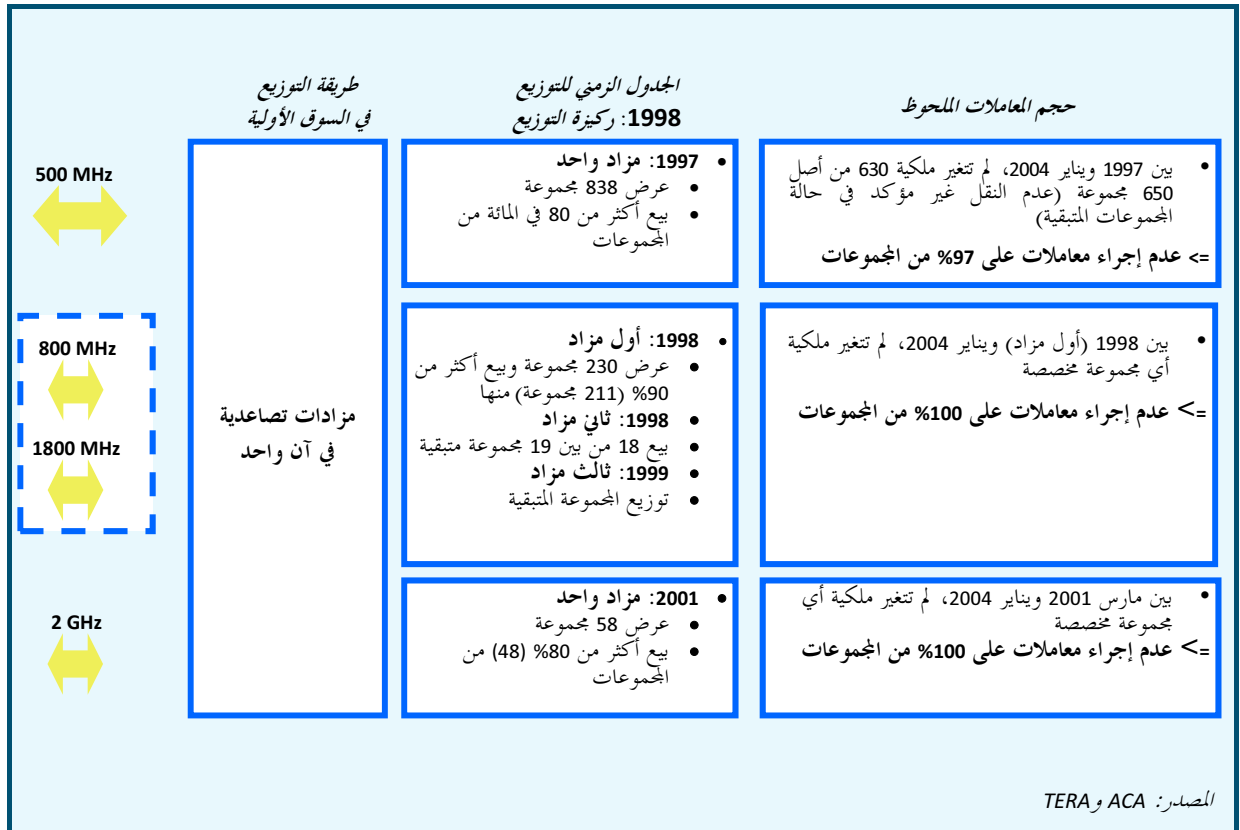 طريقة التوزيع
في السوق الأولية
الجدول الزمني للتوزيع
1998: ركيزة التوزيع
حجم المعاملات الملحوظ
500 MHz
800 MHz
1800 MHz
2 GHz
مزادات تصاعدية
في آن واحد
• 1997: مزاد واحد
• عرض 838 مجموعة
• بيع أكثر من 80 في المائة من
المجموعات
• بين 1997 ويناير 2004، لم تتغير ملكية 630 من أصل
650 مجموعة (عدم النقل غير مؤكد في حالة
المجموعات المتبقية)
=> عدم إجراء معاملات على 97% من المجموعات
• 1998: أول مزاد
• عرض 230 مجموعة وبيع أكثر من
90% (211 مجموعة) منها
• 1998: ثاني مزاد
• بيع 18 من بين 19 مجموعة متبقية
• 1999: ثالث مزاد
• توزيع المجموعة المتبقية
• بين 1998 (أول مزاد) ويناير 2004، لم تتغير ملكية
أي مجموعة مخصصة
=> عدم إجراء معاملات على 100% من المجموعات
• 2001: مزاد واحد
• عرض 58 مجموعة
• بيع أكثر من 80% (48) من
المجموعات
• بين مارس 2001 ويناير 2004، لم تتغير ملكية أي
مجموعة مخصصة
=> عدم إجراء معاملات على 100% من المجموعات
المصدر: ACA و TERA